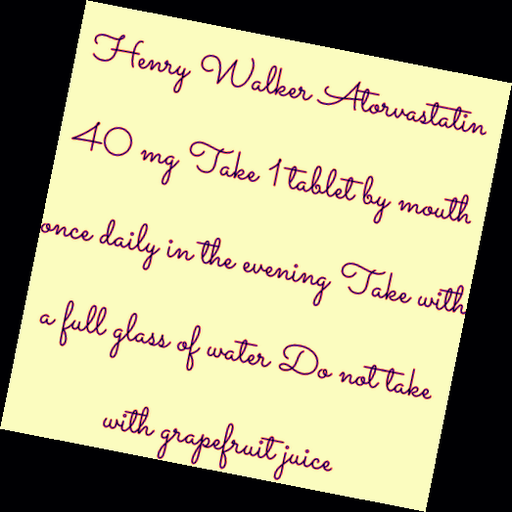 Henry Walker Atorvastatin
40 mg Take 1 tablet by mouth
once daily in the evening Take with
a full glass of water Do not take
with grapefruit juice